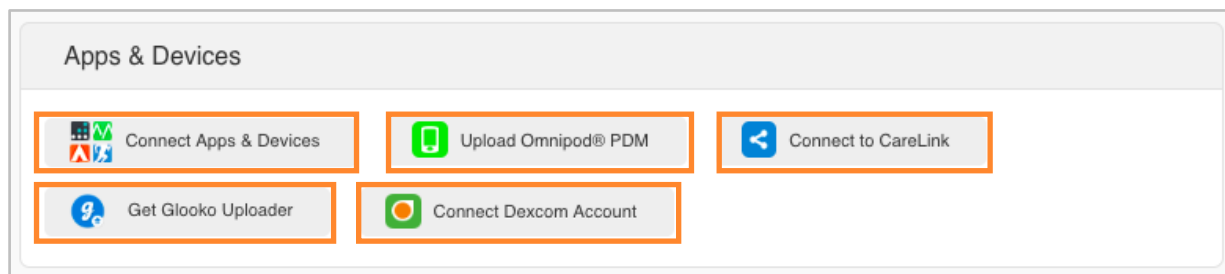 Apps & Devices
Connect Apps & Devices
Upload Omnipod® PDM
Connect to CareLink
Get Glooko Uploader
Connect Dexcom Account